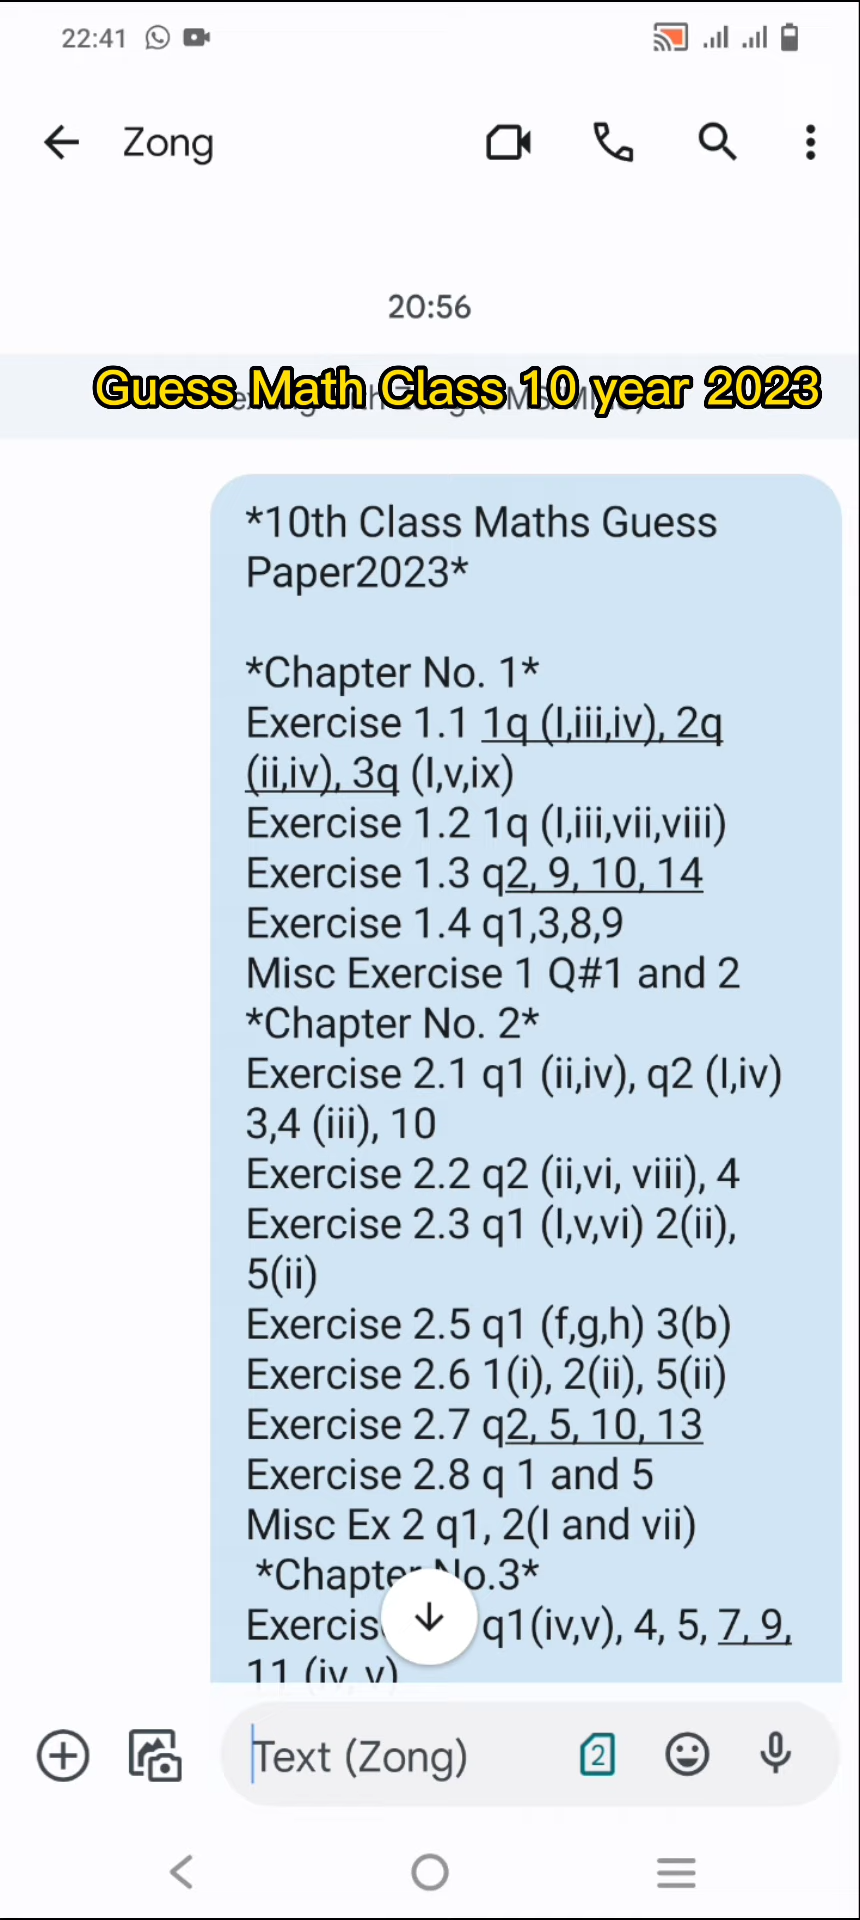 22:41
Zong
20:56
Guess Math Class 10 year 2023
*10th Class Maths Guess
Paper2023*
*Chapter No. 1*
Exercise 1.1 1q (I,iii,iv), 2q
(ii,iv), 3q (I,v,ix)
Exercise 1.2 1q (I,iii,vii,viii)
Exercise 1.3 q2, 9, 10, 14
Exercise 1.4 q1,3,8,9
Misc Exercise 1 Q#1 and 2
*Chapter No. 2*
Exercise 2.1 q1 (ii,iv), q2 (I,iv)
3,4 (iii), 10
Exercise 2.2 q2 (ii,vi, viii), 4
Exercise 2.3 q1 (I,v,vi) 2(ii),
5(ii)
Exercise 2.5 q1 (f,g,h) 3(b)
Exercise 2.6 1(i), 2(ii), 5(ii)
Exercise 2.7 q2, 5, 10, 13
Exercise 2.8 q 1 and 5
Misc Ex 2 q1, 2(I and vii)
*Chapter No.3*
q1(iv,v), 4, 5, 7, 9,
11 (iv, v)
Text (Zong)
2